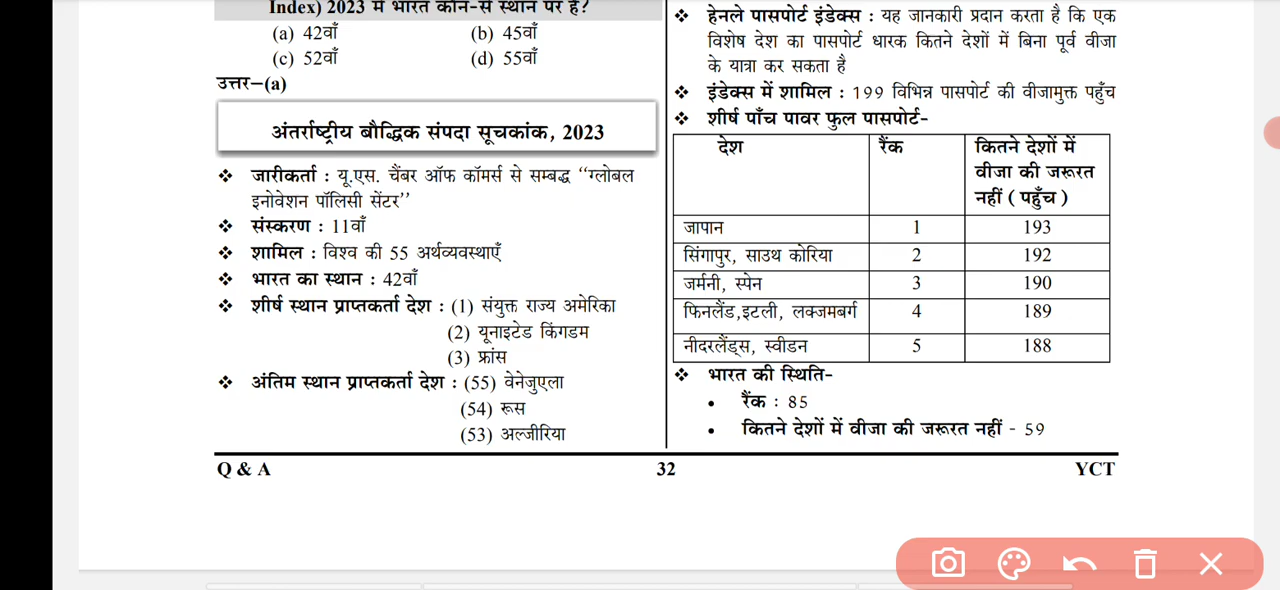 Index) 2023 में भारत कौन-से स्थान पर है?
(a) 42वाँ (b) 45वाँ
(c) 52वाँ (d) 55वाँ
उत्तर–(a)
अंतर्राष्ट्रीय बौद्धिक संपदा सूचकांक, 2023
❖ जारीकर्ता : यू.एस. चैंबर ऑफ कॉमर्स से सम्बद्ध ‘‘ग्लोबल
इनोवेशन पॉलिसी सेंटर’’
❖ संस्करण : 11वाँ
❖ शामिल : विश्व की 55 अर्थव्यवस्थाएँ
❖ भारत का स्थान : 42वाँ
❖ शीर्ष स्थान प्राप्तकर्ता देश : (1) संयुक्त राज्य अमेरिका
(2) यूनाइटेड किंगडम
(3) फ्रांस
❖ अंतिम स्थान प्राप्तकर्ता देश : (55) वेनेजुएला
(54) रूस
(53) अल्जीरिया
❖ हेनले पासपोर्ट इंडेक्स : यह जानकारी प्रदान करता है कि एक
विशेष देश का पासपोर्ट धारक कितने देशों में बिना पूर्व वीजा
के यात्रा कर सकता है
❖ इंडेक्स में शामिल : 199 विभिन्न पासपोर्ट की वीजामुक्त पहुँच
❖ शीर्ष पाँच पावर फुल पासपोर्ट-
देश रैंक कितने देशों में
वीजा की जरूरत
नहीं ( पहुँच )
जापान 1 193
सिंगापुर, साउथ कोरिया 2 192
जर्मनी, स्पेन 3 190
फिनलैंड,इटली, लक्जमबर्ग 4 189
नीदरलैंड्स, स्वीडन 5 188
❖ भारत की स्थिति-
• रैंक : 85
• कितने देशों में वीजा की जरूरत नहीं - 59
Q & A 32 YCT